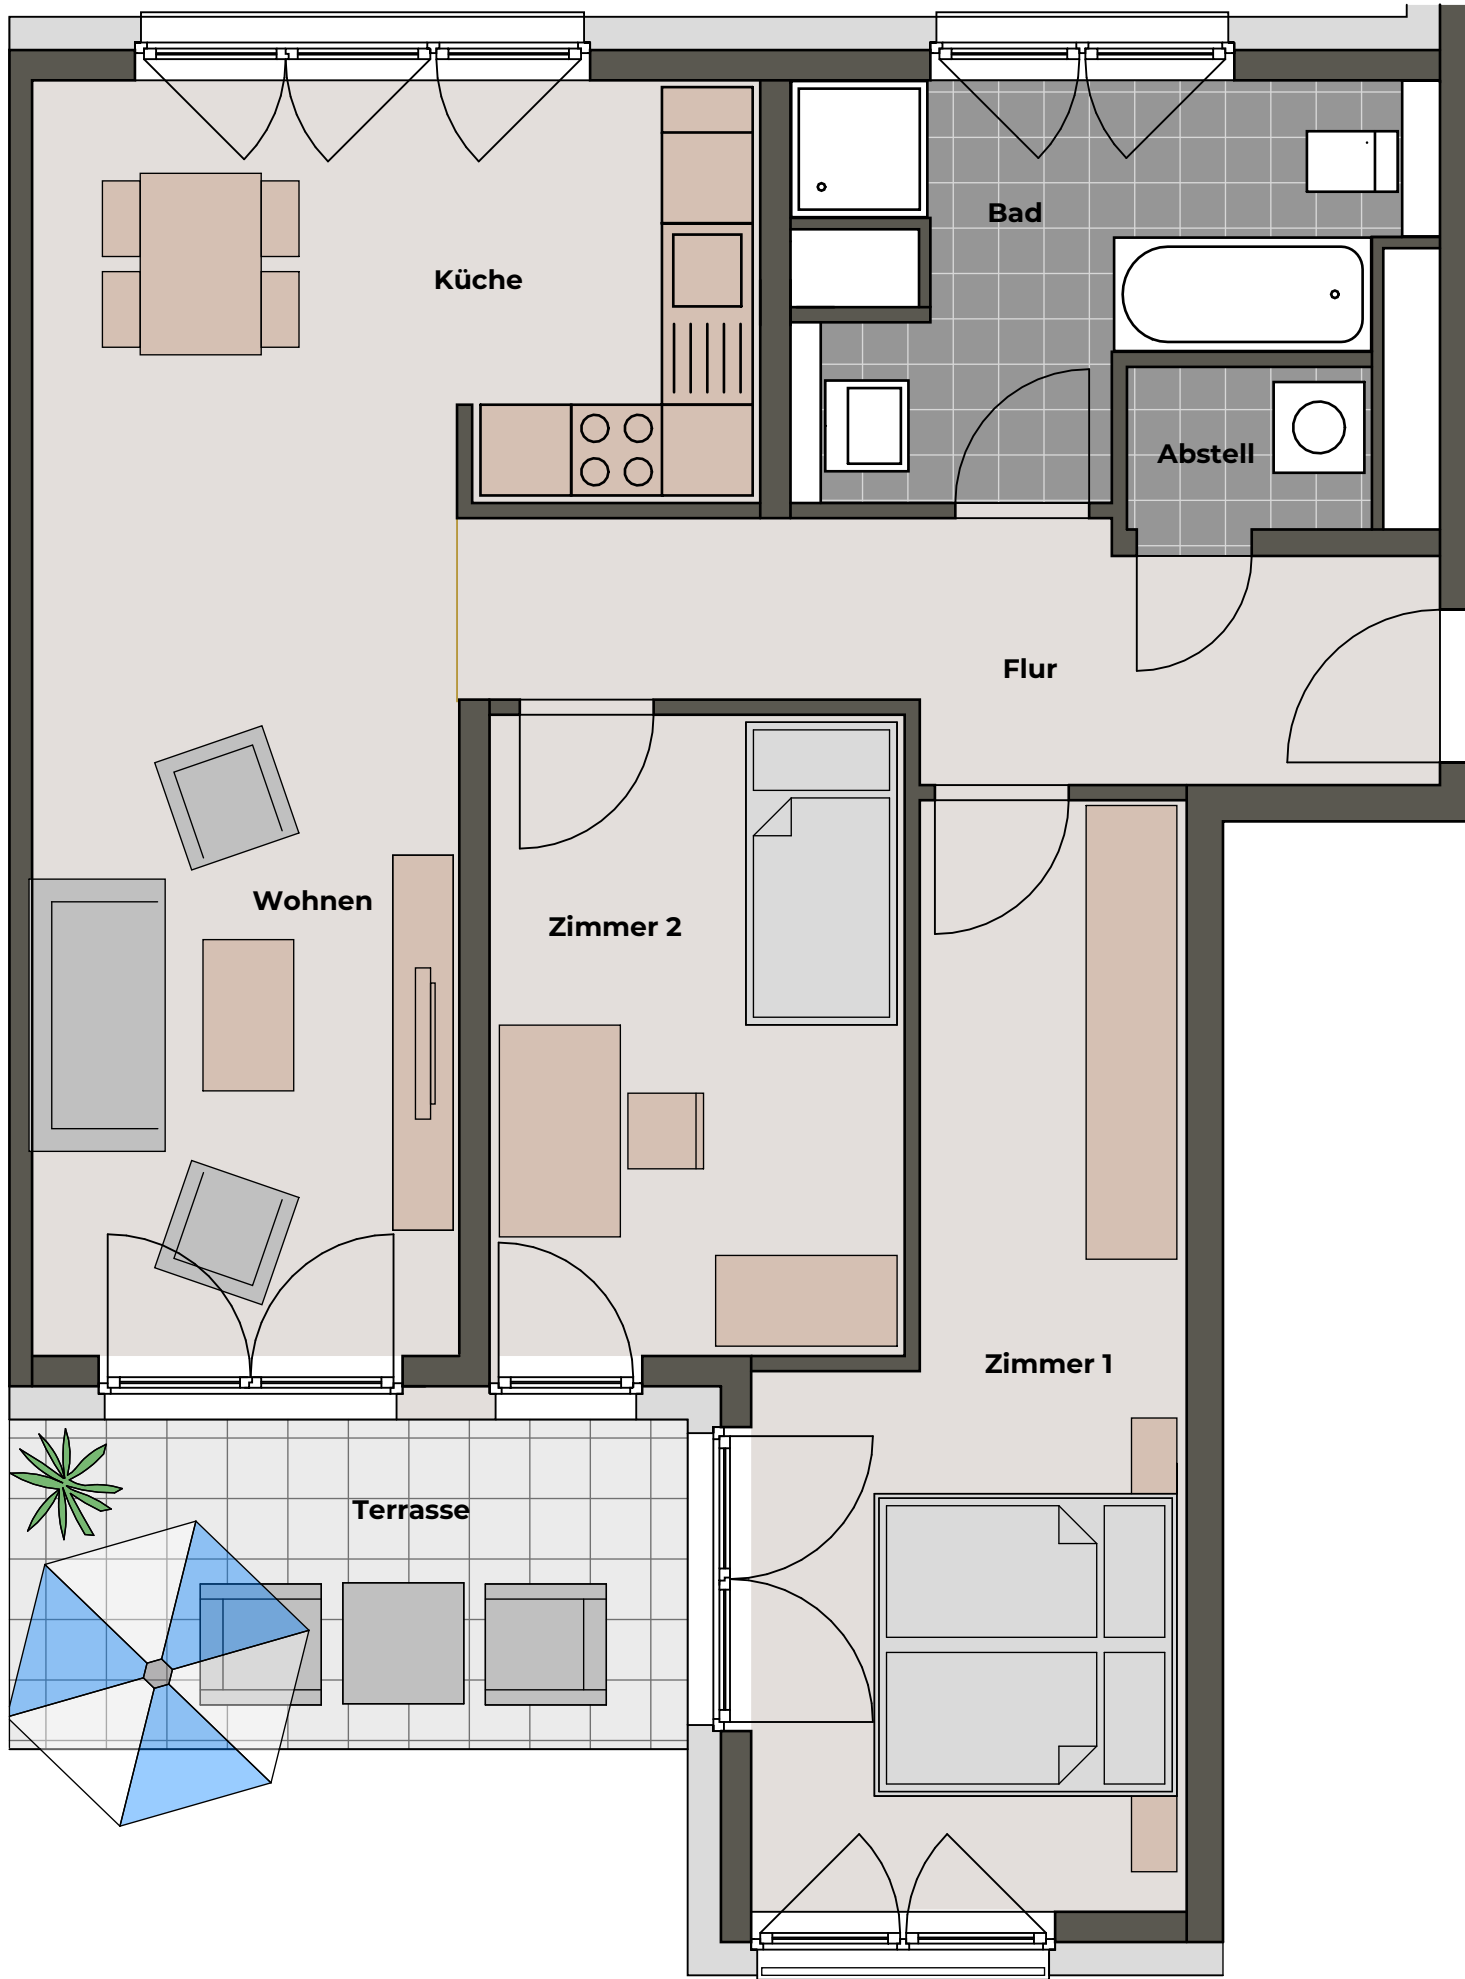 Bad
Küche
Abstell
Flur
Wohnen
Zimmer 2
Zimmer 1
Terrasse